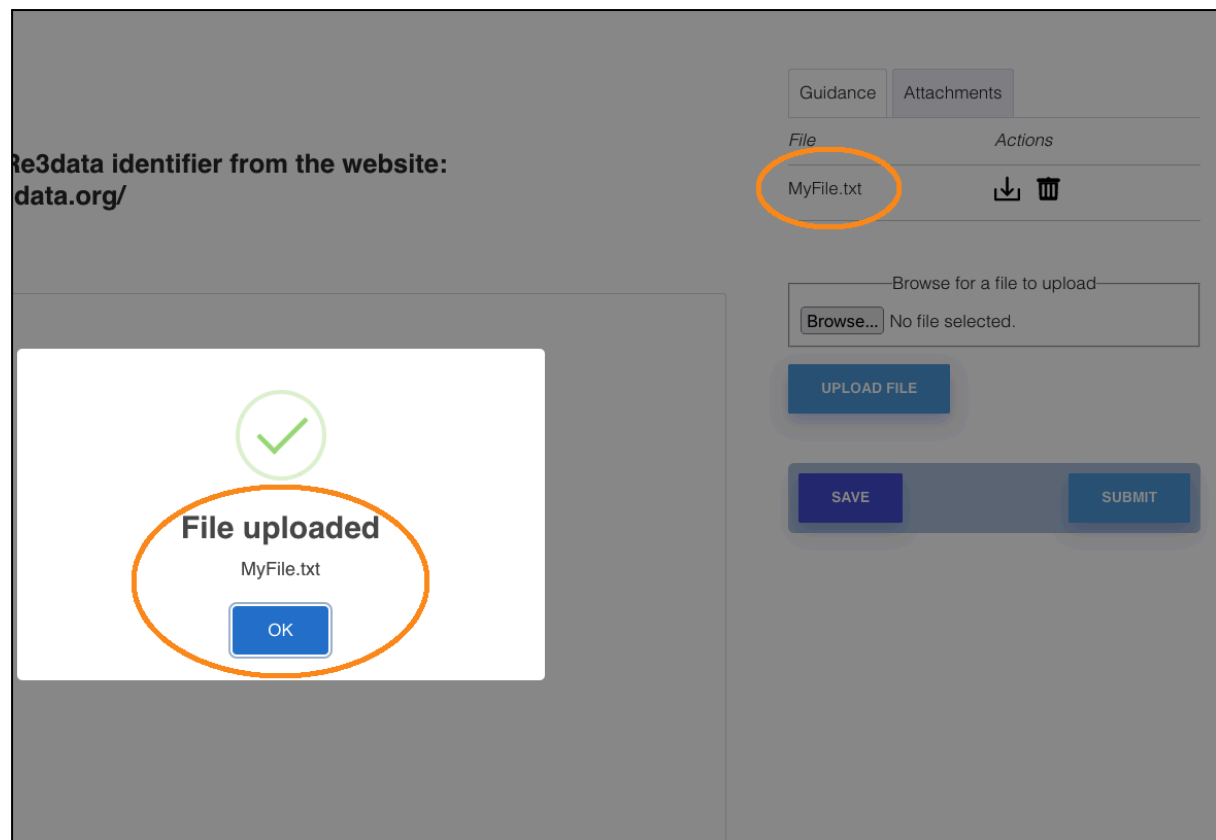 Guidance Attachments
File Actions
Re3data identifier from the website:
data.org/
MyFile.txt
Browse for a file to upload
Browse... No file selected.
UPLOAD FILE
SAVE SUBMIT
File uploaded
MyFile.txt
OK